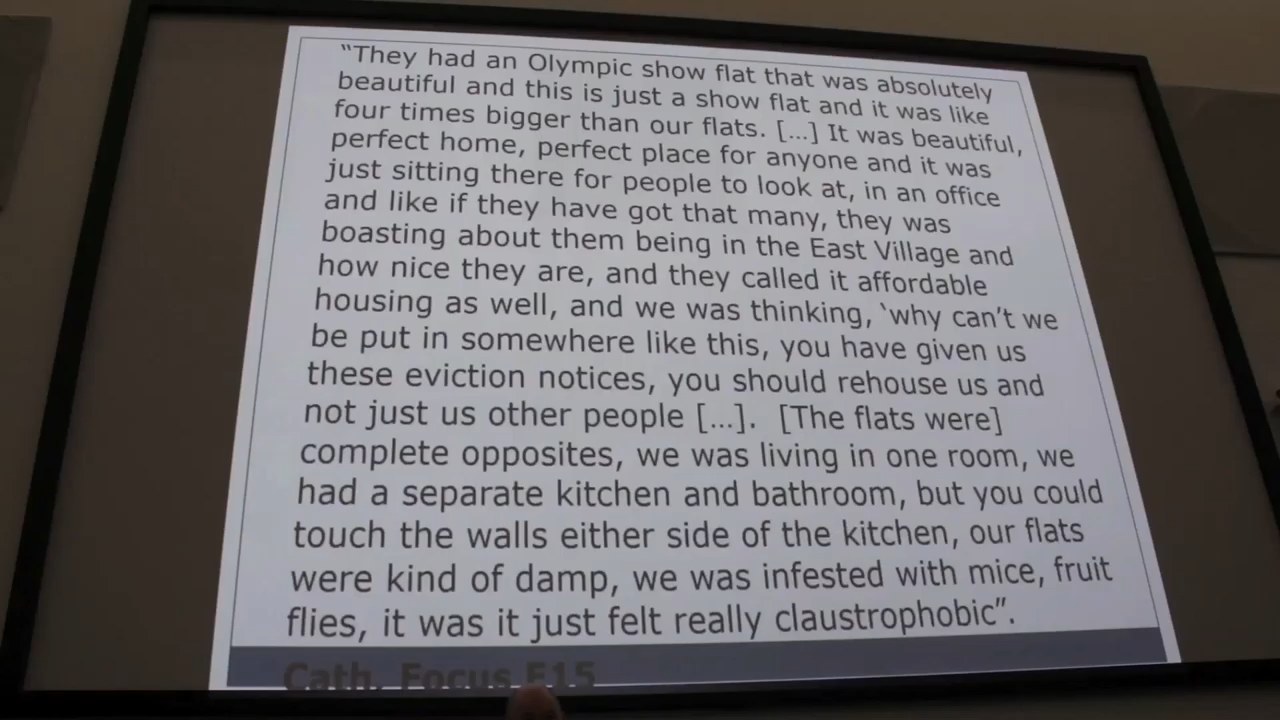 “They had an Olympic show flat that was absolutely
beautiful and this is just a show flat and it was like
four times bigger than our flats. […] It was beautiful,
perfect home, perfect place for anyone and it was
just sitting there for people to look at, in an office
and like if they have got that many, they was
boasting about them being in the East Village and
how nice they are, and they called it affordable
housing as well, and we was thinking, ‘why can’t we
be put in somewhere like this, you have given us
these eviction notices, you should rehouse us and
not just us other people […].  [The flats were]
complete opposites, we was living in one room, we
had a separate kitchen and bathroom, but you could
touch the walls either side of the kitchen, our flats
were kind of damp, we was infested with mice, fruit
flies, it was it just felt really claustrophobic”.
Cath, Focus E15